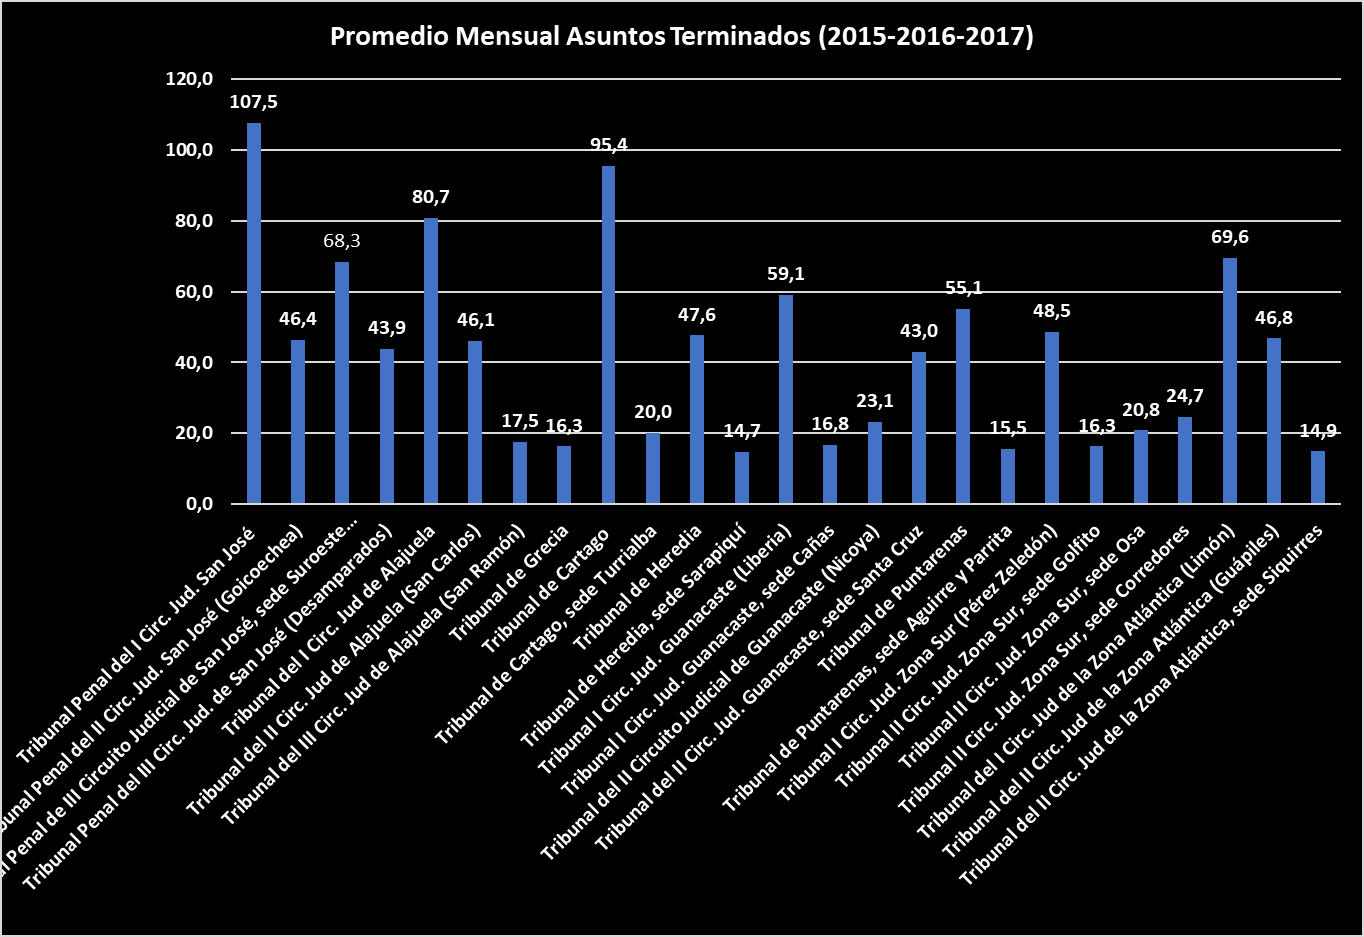 Promedio Mensual Asuntos Terminados (2015-2016-2017)
120,0
100,0
80,0
60,0
40,0
20,0
0,0
107,5
46,4
68,3
43,9
80,7
46,1
17,5
16,3
95,4
20,0
47,6
14,7
59,1
16,8
23,1
43,0
55,1
15,5
48,5
16,3
20,8
24,7
69,6
46,8
14,9
Tribunal Penal del I Circ. Jud. San José
Penal del II Circ. Jud. San José (Goicoechea)
Penal de III Circuito Judicial de San José, sede Suroeste...
Tribunal Penal del III Circ. Jud. de San José (Desamparados)
Tribunal del I Circ. Jud de Alajuela
Tribunal del II Circ. Jud de Alajuela (San Carlos)
Tribunal del III Circ. Jud de Alajuela (San Ramón)
Tribunal de Grecia
Tribunal de Cartago
Tribunal de Cartago, sede Turrialba
Tribunal de Heredia
Tribunal de Heredia, sede Sarapiquí
Tribunal I Circ. Jud. Guanacaste (Liberia)
Tribunal I Circ. Jud. Guanacaste, sede Cañas
Tribunal del II Circuito Judicial de Guanacaste (Nicoya)
Tribunal del II Circ. Jud. Guanacaste, sede Santa Cruz
Tribunal de Puntarenas
Tribunal de Puntarenas, sede Aguirre y Parrita
Tribunal I Circ. Jud. Zona Sur (Pérez Zeledón)
Tribunal II Circ. Jud. Zona Sur, sede Golfito
Tribunal II Circ. Jud. Zona Sur, sede Osa
Tribunal II Circ. Jud. Zona Sur, sede Corredores
Tribunal del I Circ. Jud de la Zona Atlántica (Limón)
Tribunal del II Circ. Jud de la Zona Atlántica (Guápiles)
Tribunal del II Circ. Jud de la Zona Atlántica, sede Siquirres